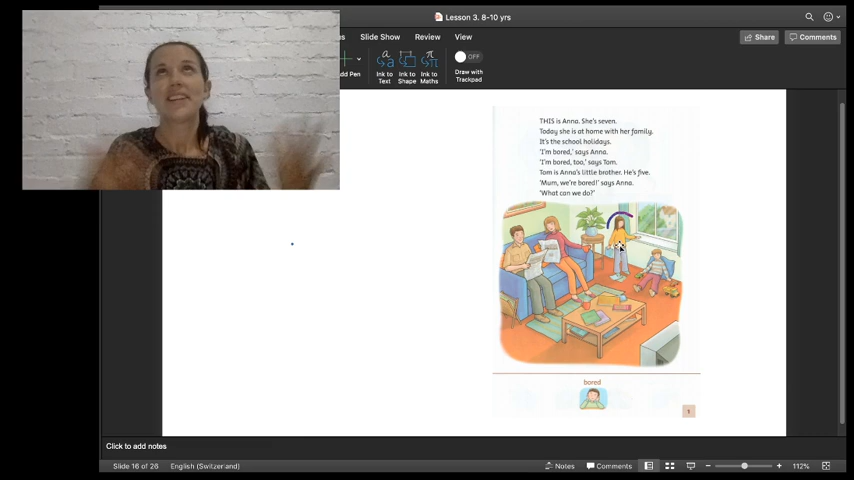 Lesson 3. 8-10 yrs
Slide Show Review View
Share Comments
OFF
Ink to Text
Ink to Shape
Ink to Maths
Draw with Trackpad
THIS is Anna. She's seven.
Today she is at home with her family.
It's the school holidays.
'I'm bored,' says Anna.
'I'm bored, too,' says Tom.
Tom is Anna's little brother. He's five.
'Mum, we're bored!' says Anna.
'What can we do?'
bored
Click to add notes
Slide 16 of 26 English (Switzerland) Notes Comments 112%